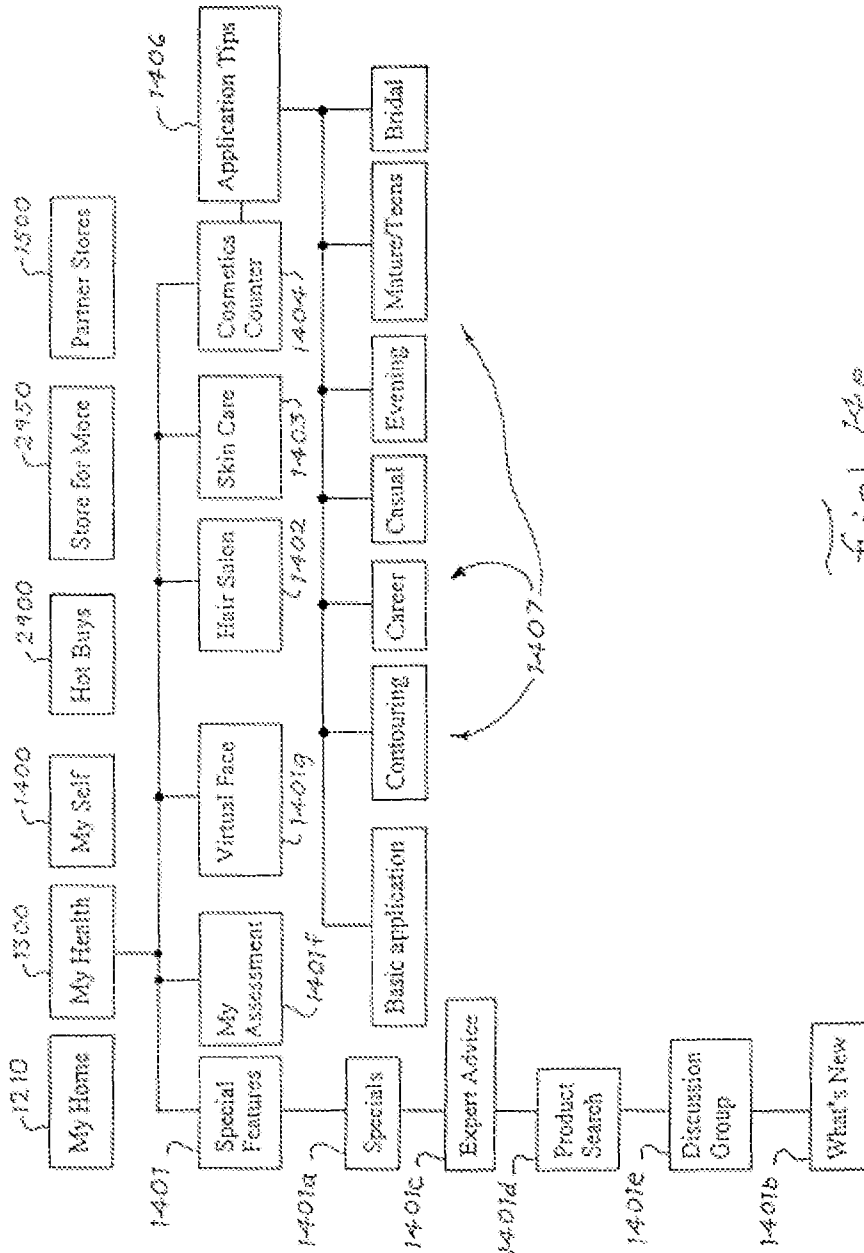 1210
1300
1400
2900
2950
1500
My Home
My Health
My Self
Hot Buys
Store for More
Partner Stores
1401
1406
Special
Features
My
Assessment
Virtual Face
Hair Salon
Skin Care
Cosmetics
Counter
Application Tips
1401f
1401g
1402
1403
1404
1401a
Specials
Basic application
Contouring
Career
Casual
Evening
Mature/Teens
Bridal
1401c
Expert Advice
1407
1401d
Product
Search
1401e
Discussion
Group
1401b
What's New